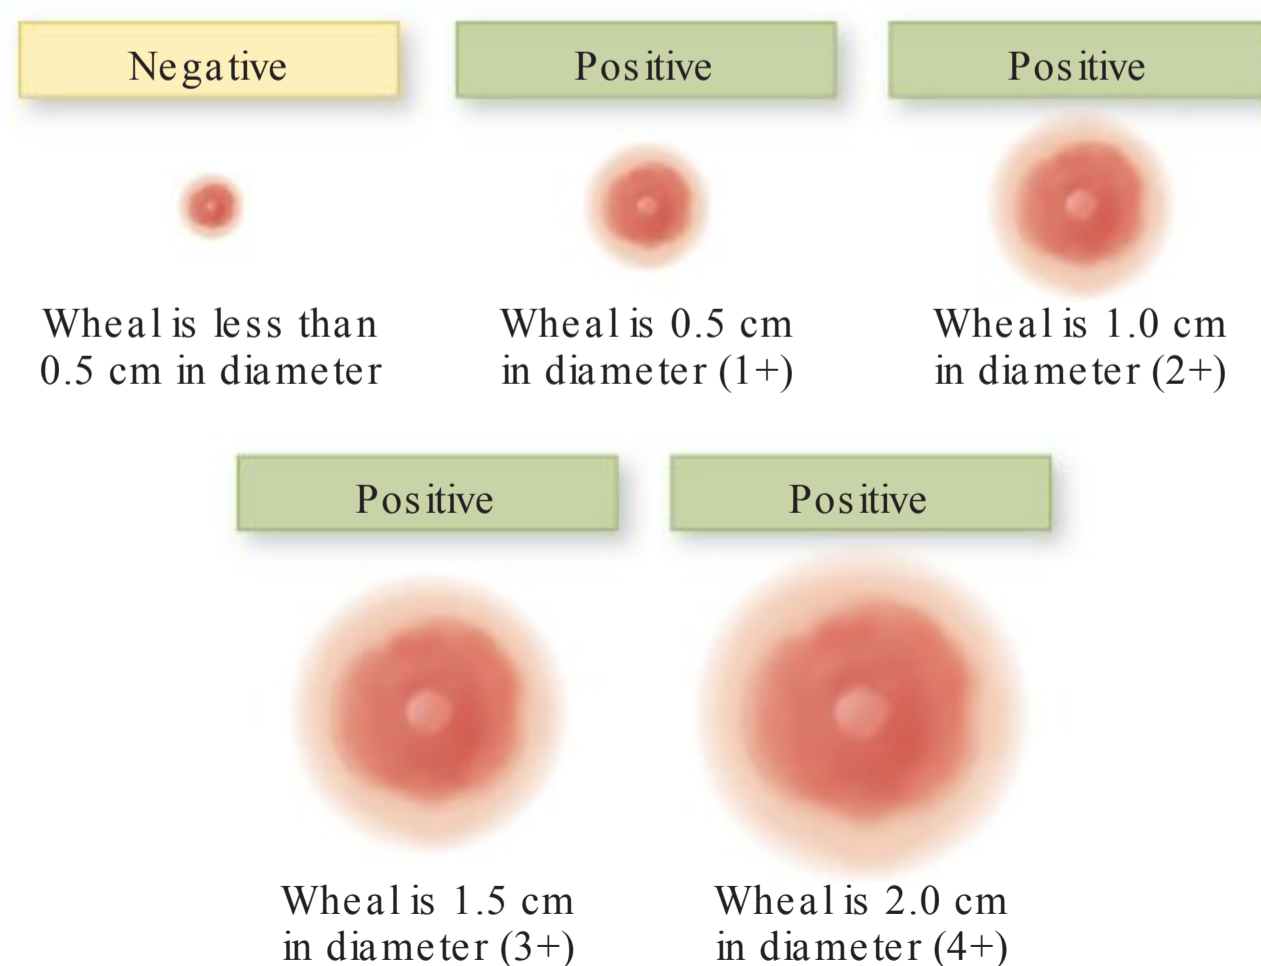 Negative
Positive
Positive
Wheal is less than
0.5 cm in diameter
Wheal is 0.5 cm
in diameter (1+)
Wheal is 1.0 cm
in diameter (2+)
Positive
Positive
Wheal is 1.5 cm
in diameter (3+)
Wheal is 2.0 cm
in diameter (4+)